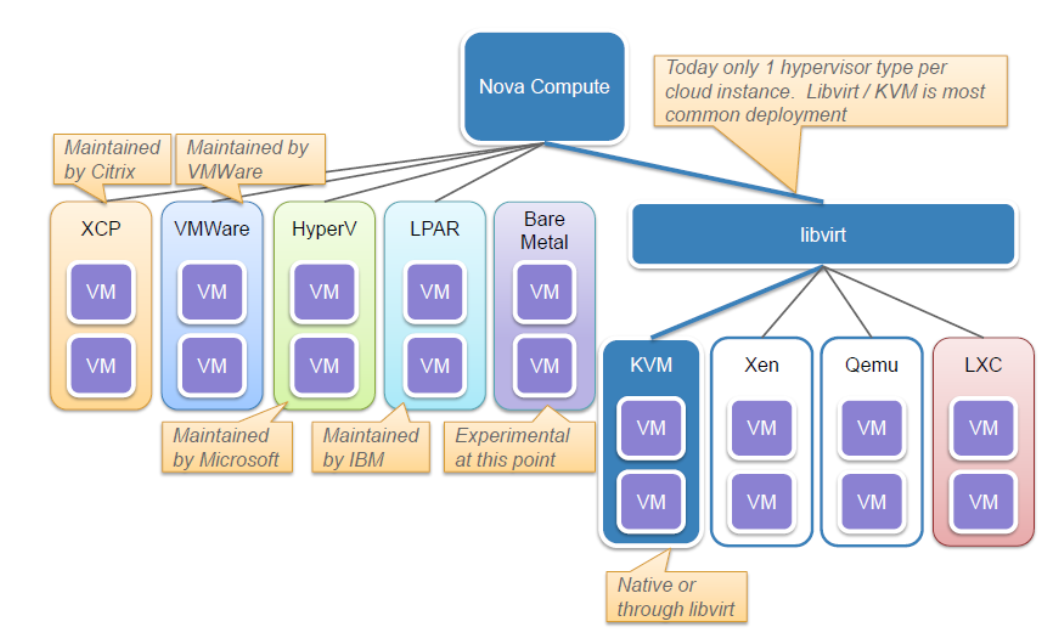 Nova Compute
Today only 1 hypervisor type per
cloud instance.  Libvirt / KVM is most
common deployment
Maintained
by Citrix
Maintained by
VMWare
XCP
VM
VM
VMWare
VM
VM
HyperV
VM
VM
LPAR
VM
VM
Bare
Metal
VM
VM
libvirt
Maintained
by Microsoft
Maintained
by IBM
Experimental
at this point
KVM
VM
VM
Xen
VM
VM
Qemu
VM
VM
LXC
VM
VM
Native or
through libvirt